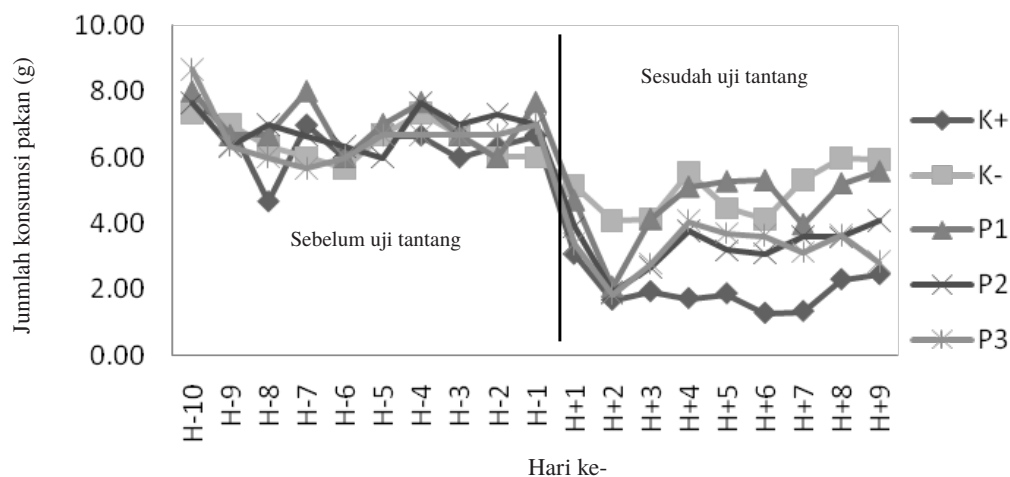 Junmlah konsumsi pakan (g)
10.00
8.00
6.00
4.00
2.00
0.00
Sebelum uji tantang
Sesudah uji tantang
K+
K-
P1
P2
P3
H-10
H-9
H-8
H-7
H-6
H-5
H-4
H-3
H-2
H-1
H+1
H+2
H+3
H+4
H+5
H+6
H+7
H+8
H+9
Hari ke-